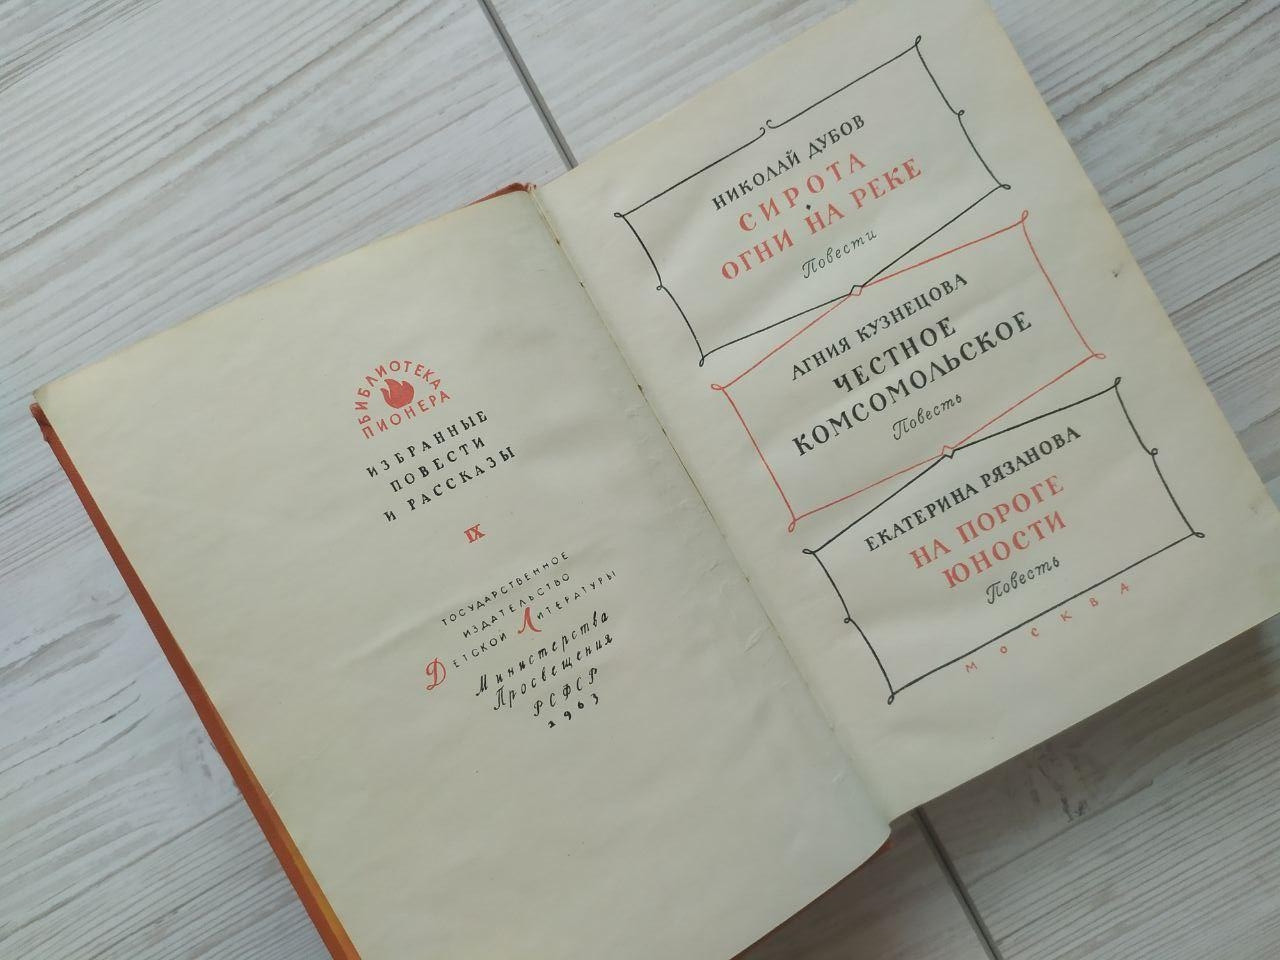 БИБЛИОТЕКА
ПИОНЕРА
ИЗБРАННЫЕ
ПОВЕСТИ
И РАССКАЗЫ
IX
ГОСУДАРСТВЕННОЕ
ИЗДАТЕЛЬСТВО
ДЕТСКОЙ ЛИТЕРАТУРЫ
Министерства
Просвещения
РСФСР
1963
НИКОЛАЙ ДУБОВ
СИРОТА
ОГНИ НА РЕКЕ
Повести
АГНИЯ КУЗНЕЦОВА
ЧЕСТНОЕ
КОМСОМОЛЬСКОЕ
Повесть
ЕКАТЕРИНА РЯЗАНОВА
НА ПОРОГЕ
ЮНОСТИ
Повесть
МОСКВА